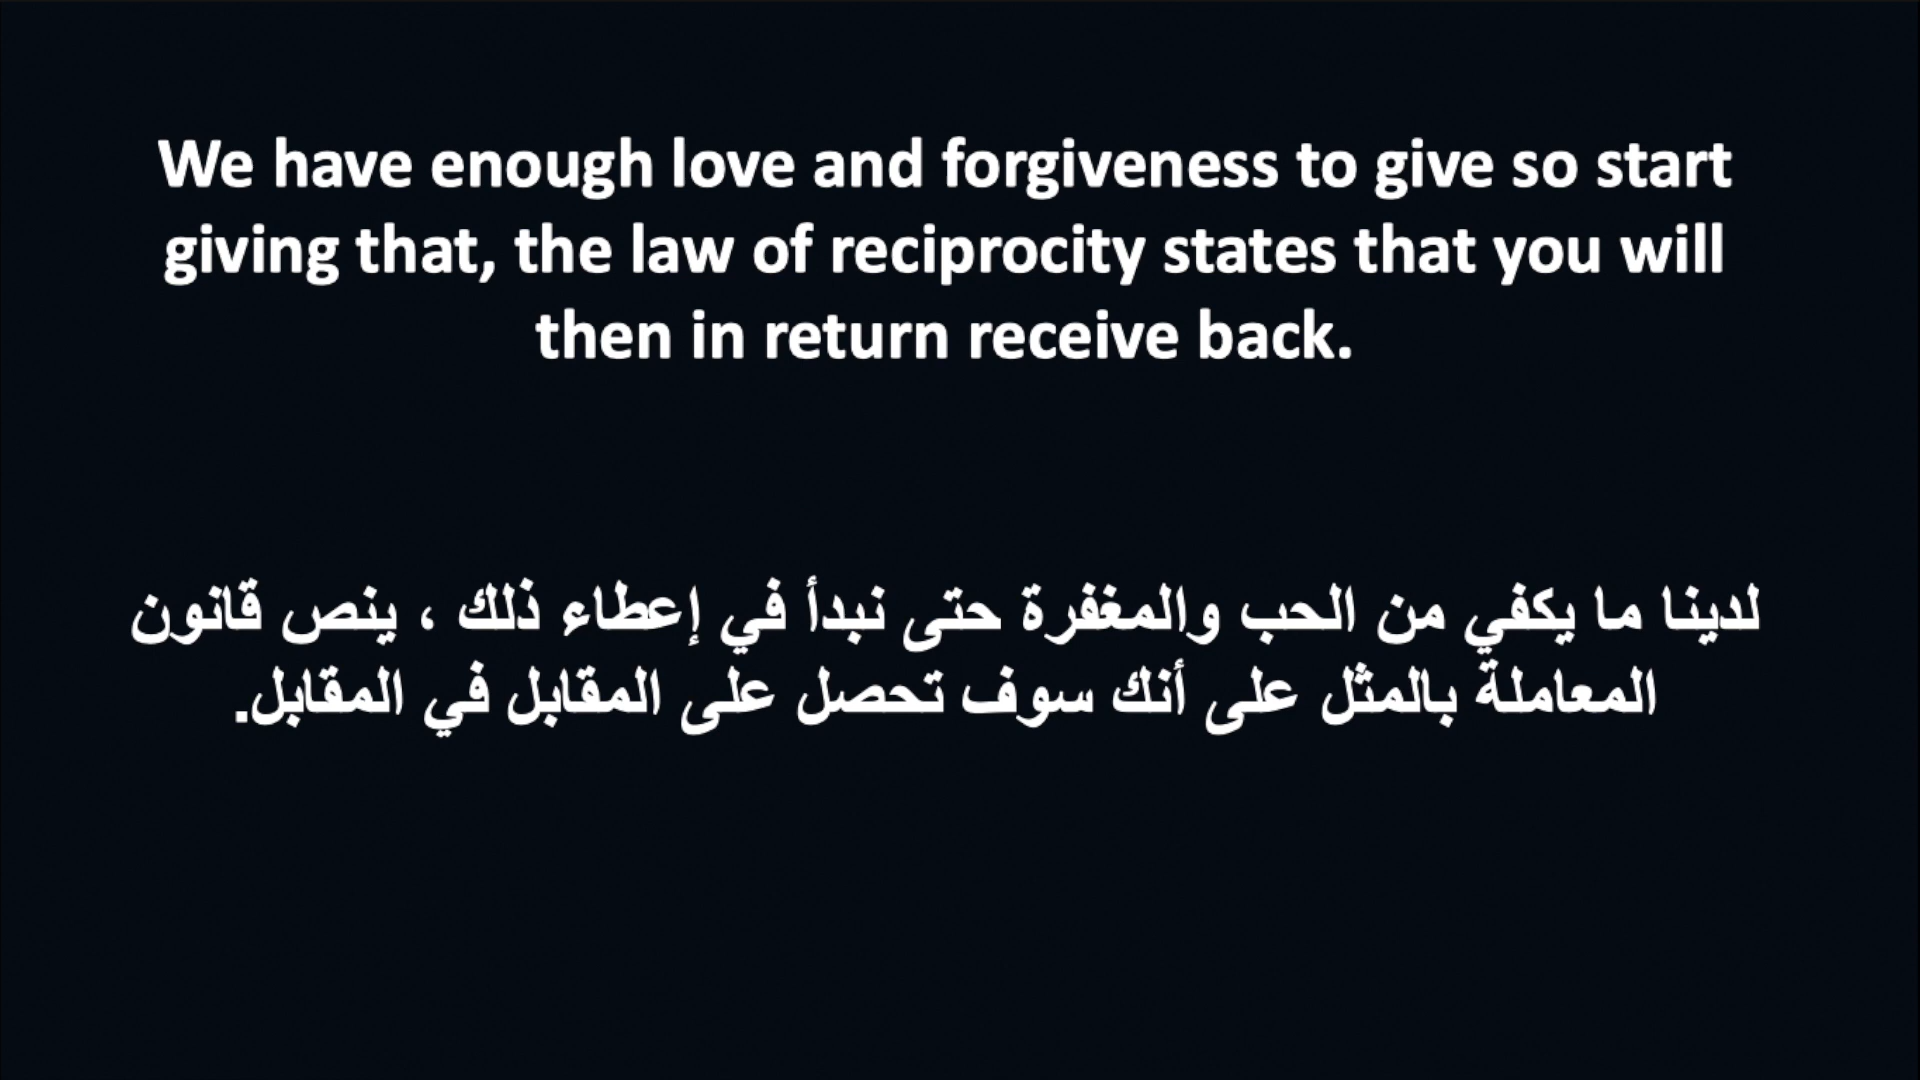 We have enough love and forgiveness to give so start
giving that, the law of reciprocity states that you will
then in return receive back.
لدينا ما يكفي من الحب والمغفرة حتى نبدأ في إعطاء ذلك ، ينص قانون
المعاملة بالمثل على أنك سوف تحصل على المقابل في المقابل.